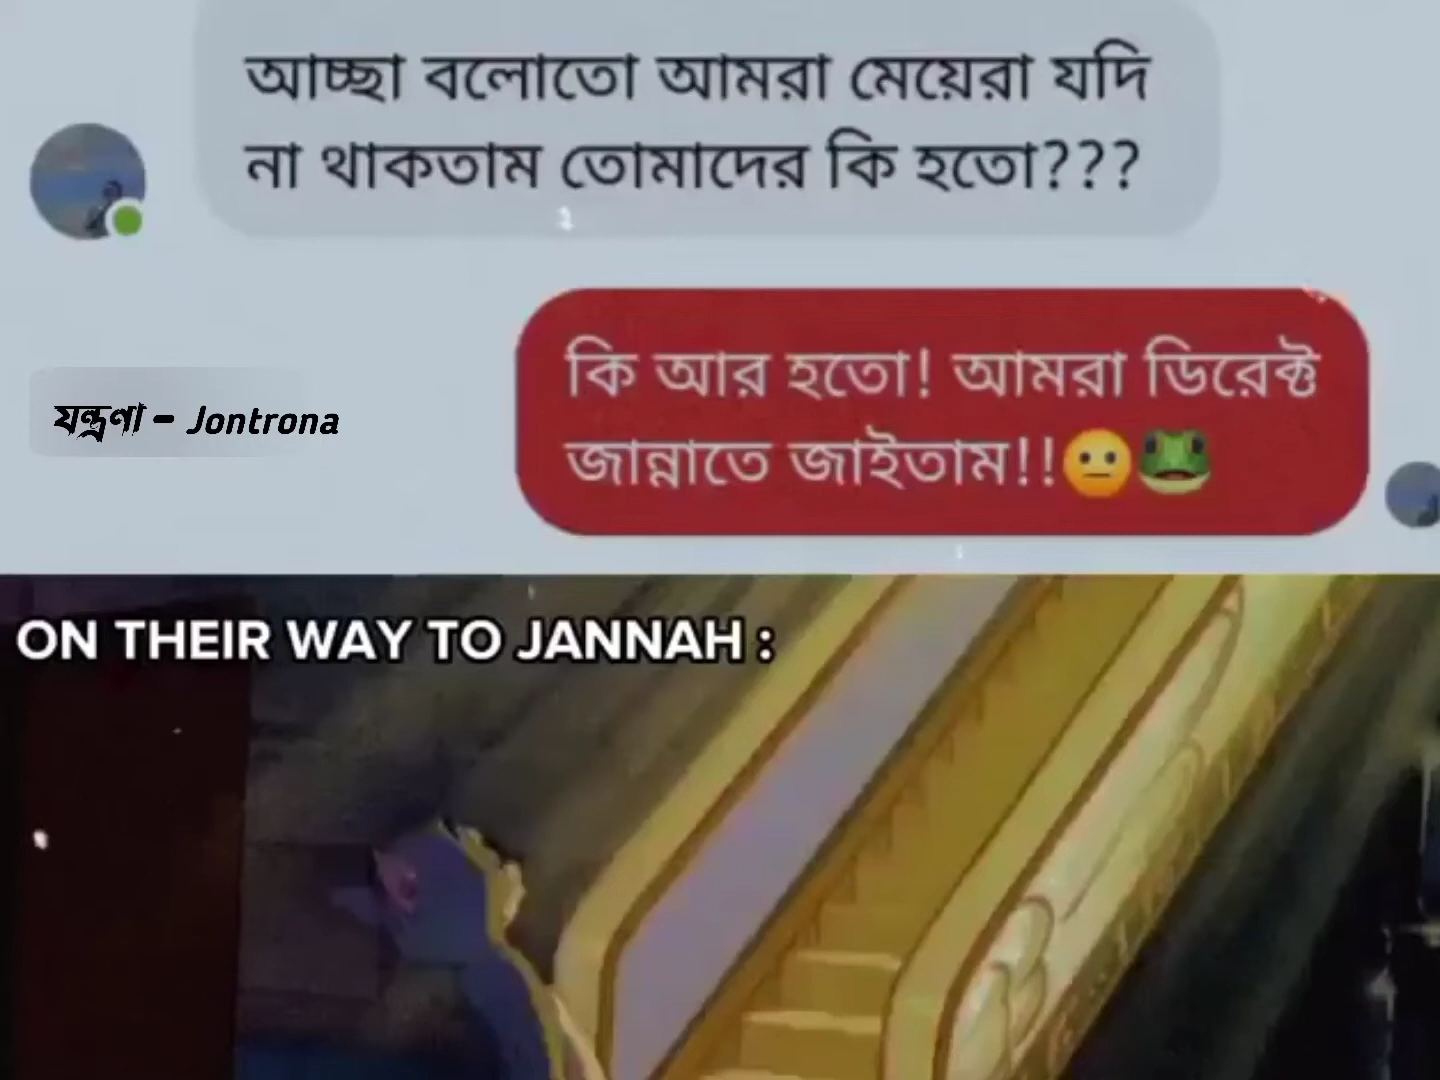 আচ্ছা বলোতো আমরা মেয়েরা যদি
না থাকতাম তোমাদের কি হতো???
কি আর হতো! আমরা ডিরেক্ট
জান্নাতে জাইতাম!!😐🐸
যন্ত্রণা - Jontrona
ON THEIR WAY TO JANNAH :